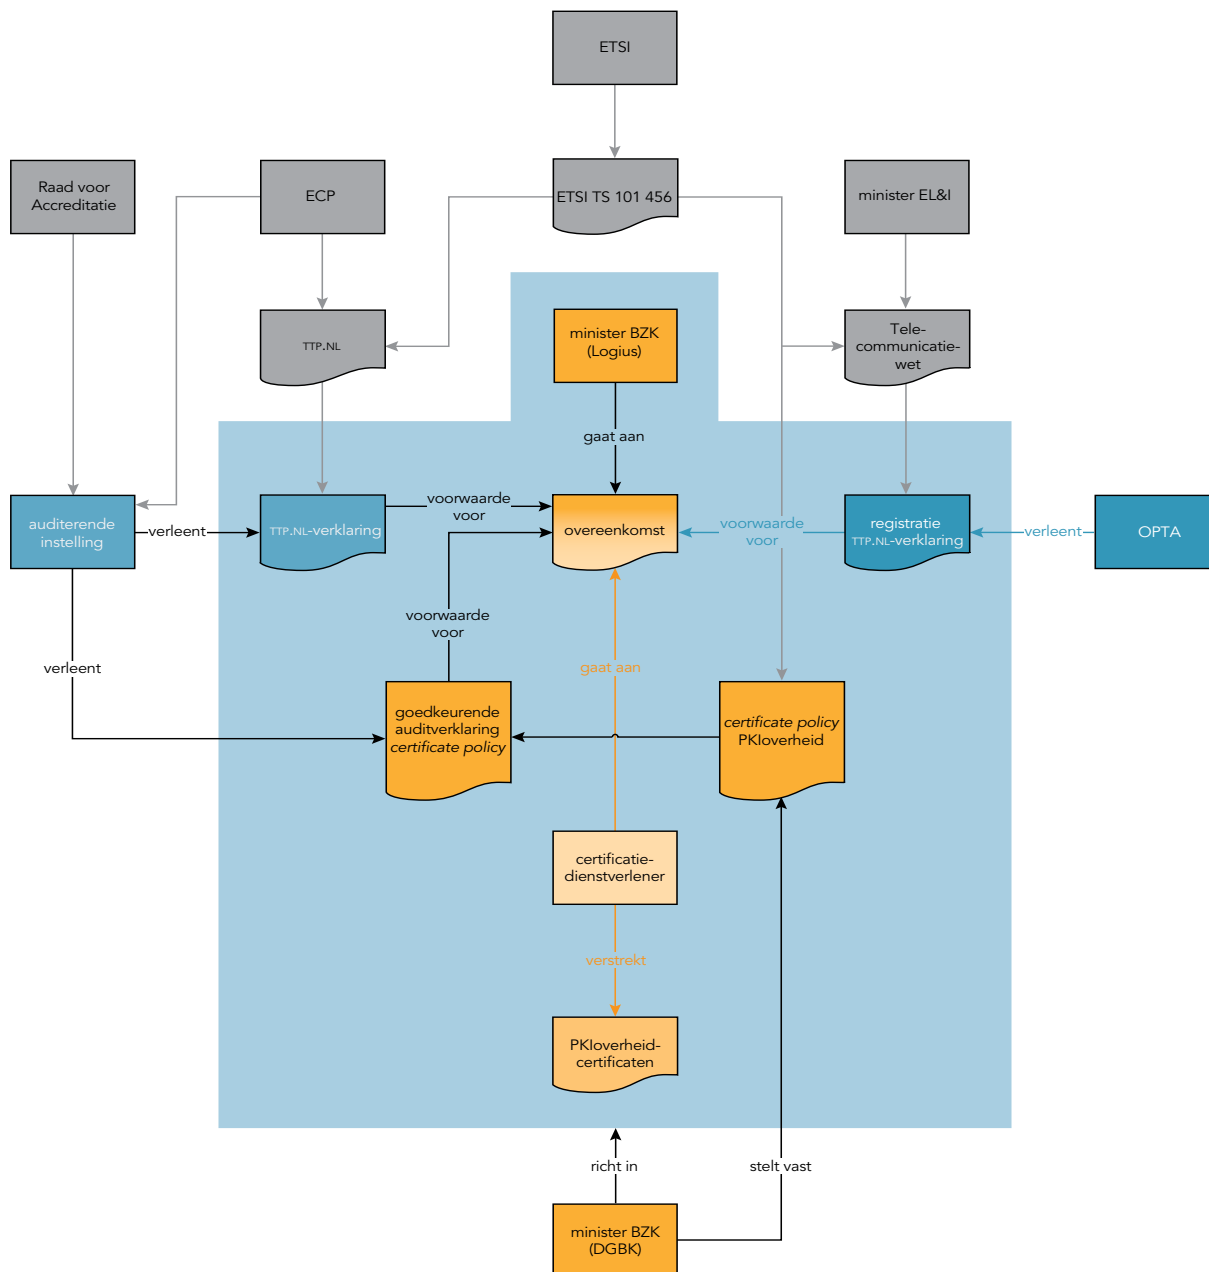 ETSI
Raad voor
Accreditatie
ECP
ETSI TS 101 456
minister EL&I
TTP.NL
minister BZK
(Logius)
Tele-
communicatie-
wet
gaat aan
auditerende
instelling
verleent
TTP.NL-verklaring
voorwaarde
voor
overeenkomst
voorwaarde
voor
registratie
TTP.NL-verklaring
verleent
OPTA
voorwaarde
voor
verleent
gaat aan
goedkeurende
auditverklaring
certificate policy
certificate policy
PKIoverheid
certificatie-
dienstverlener
verstrekt
PKIoverheid-
certificaten
richt in
stelt vast
minister BZK
(DGBK)